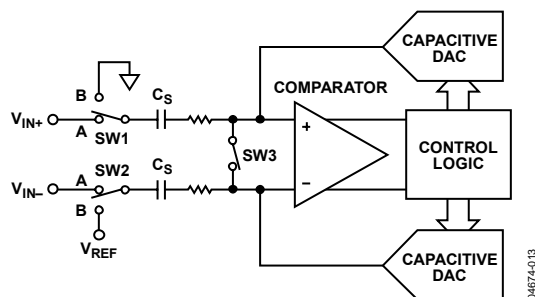 CAPACITIVE
DAC
B
COMPARATOR
CS
VIN+
A
SW1
+
CONTROL
LOGIC
SW3
SW2
CS
VIN–
A
–
B
VREF
CAPACITIVE
DAC
04674-013